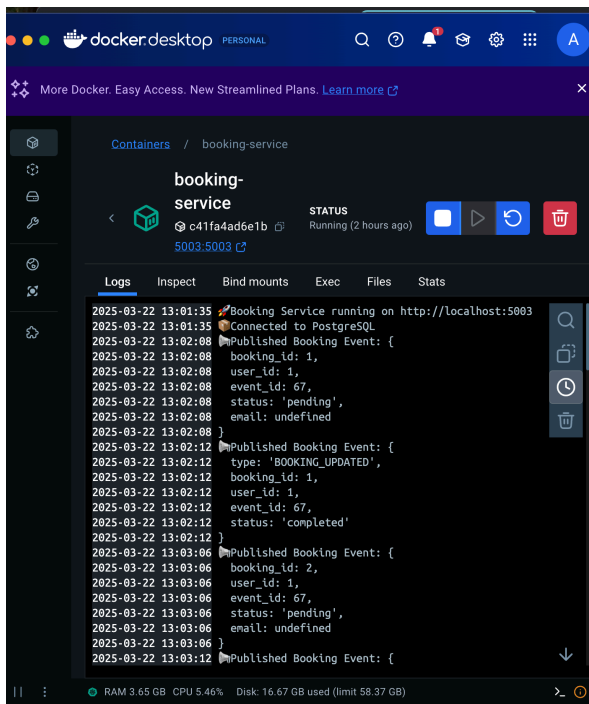 docker.desktop PERSONAL
A
More Docker. Easy Access. New Streamlined Plans. Learn more
Containers / booking-service
booking-
service
c41fa4ad6e1b
5003:5003
STATUS
Running (2 hours ago)
Logs Inspect Bind mounts Exec Files Stats
2025-03-22 13:01:35 🚀Booking Service running on http://localhost:5003
2025-03-22 13:01:35 📦Connected to PostgreSQL
2025-03-22 13:02:08 📢Published Booking Event: {
2025-03-22 13:02:08   booking_id: 1,
2025-03-22 13:02:08   user_id: 1,
2025-03-22 13:02:08   event_id: 67,
2025-03-22 13:02:08   status: 'pending',
2025-03-22 13:02:08   email: undefined
2025-03-22 13:02:08 }
2025-03-22 13:02:12 📢Published Booking Event: {
2025-03-22 13:02:12   type: 'BOOKING_UPDATED',
2025-03-22 13:02:12   booking_id: 1,
2025-03-22 13:02:12   user_id: 1,
2025-03-22 13:02:12   event_id: 67,
2025-03-22 13:02:12   status: 'completed'
2025-03-22 13:02:12 }
2025-03-22 13:03:06 📢Published Booking Event: {
2025-03-22 13:03:06   booking_id: 2,
2025-03-22 13:03:06   user_id: 1,
2025-03-22 13:03:06   event_id: 67,
2025-03-22 13:03:06   status: 'pending',
2025-03-22 13:03:06   email: undefined
2025-03-22 13:03:06 }
2025-03-22 13:03:12 📢Published Booking Event: {
RAM 3.65 GB CPU 5.46% Disk: 16.67 GB used (limit 58.37 GB)